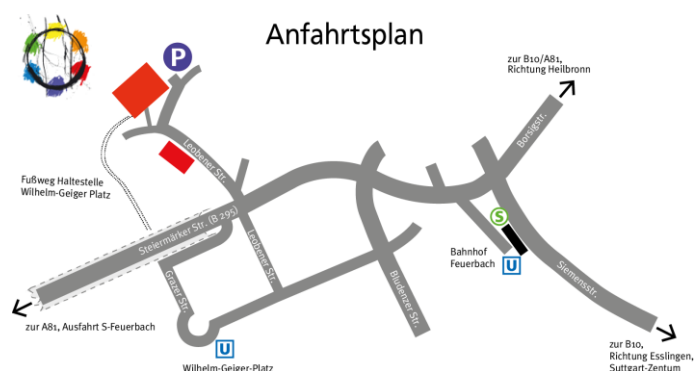 Anfahrtsplan
P
zur B10/A81,
Richtung Heilbronn
Borsigstr.
Leobener Str.
Fußweg Haltestelle
Wilhelm-Geiger Platz
Steiermärker Str. (B 295)
Leobener Str.
S
Bahnhof
Feuerbach
U
Siemensstr.
Grazer Str.
Bludenzer Str.
zur A81, Ausfahrt S-Feuerbach
U
Wilhelm-Geiger-Platz
zur B10,
Richtung Esslingen,
Suttgart-Zentum